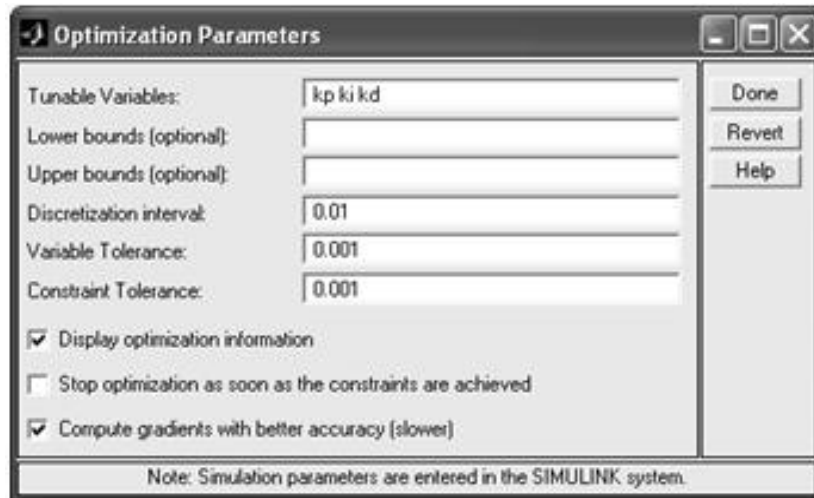 Optimization Parameters
Tunable Variables: kp ki kd
Lower bounds (optional):
Upper bounds (optional):
Discretization interval: 0.01
Variable Tolerance: 0.001
Constraint Tolerance: 0.001
Display optimization information
Stop optimization as soon as the constraints are achieved
Compute gradients with better accuracy (slower)
Done
Revert
Help
Note: Simulation parameters are entered in the SIMULINK system.